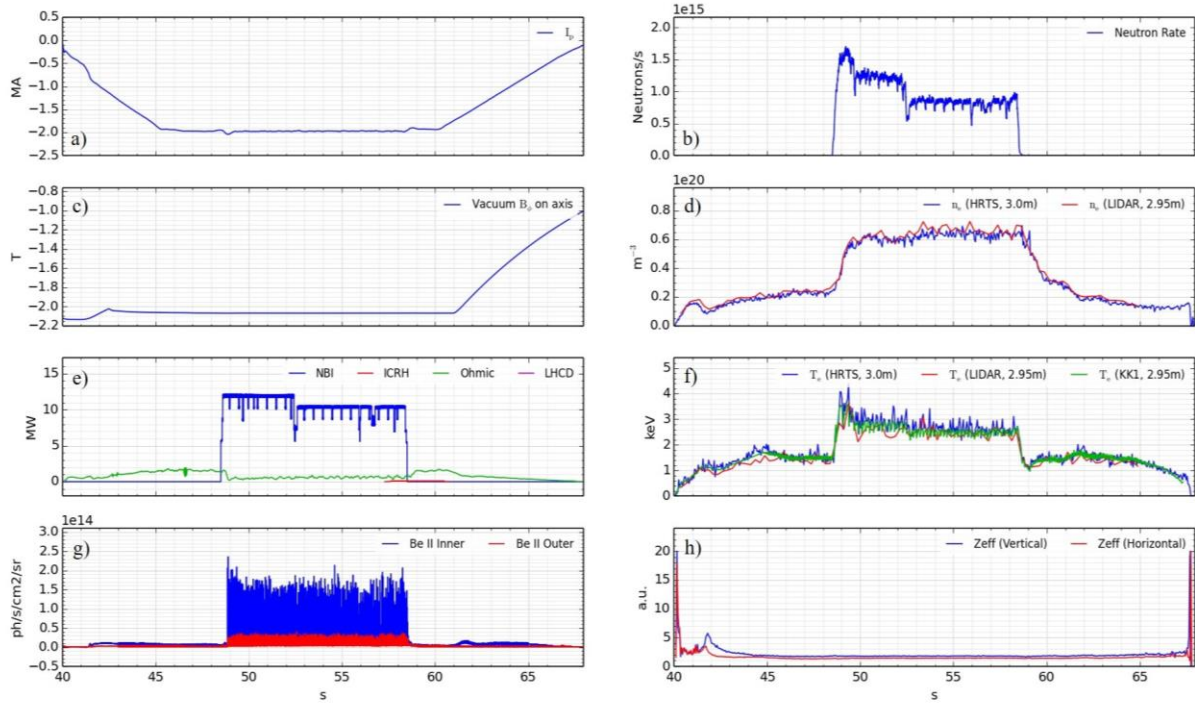 0.5
0.0
−0.5
−1.0
−1.5
−2.0
−2.5
MA
a)
Iₚ
1e15
2.0
1.5
1.0
0.5
0.0
Neutrons/s
b)
Neutron Rate
−0.8
−1.0
−1.2
−1.4
−1.6
−1.8
−2.0
−2.2
T
c)
Vacuum Bᵩ on axis
1e20
0.8
0.6
0.4
0.2
0.0
m⁻³
d)
nₑ (HRTS, 3.0m) nₑ (LIDAR, 2.95m)
15
10
5
0
MW
e)
NBI ICRH Ohmic LHCD
5
4
3
2
1
0
keV
f)
Tₑ (HRTS, 3.0m) Tₑ (LIDAR, 2.95m) Tₑ (KK1, 2.95m)
1e14
3.0
2.5
2.0
1.5
1.0
0.5
0.0
−0.5
ph/s/cm2/sr
g)
Be II Inner Be II Outer
40 45 50 55 60 65
s
20
15
10
5
0
a.u.
h)
Zeff (Vertical) Zeff (Horizontal)
40 45 50 55 60 65
s